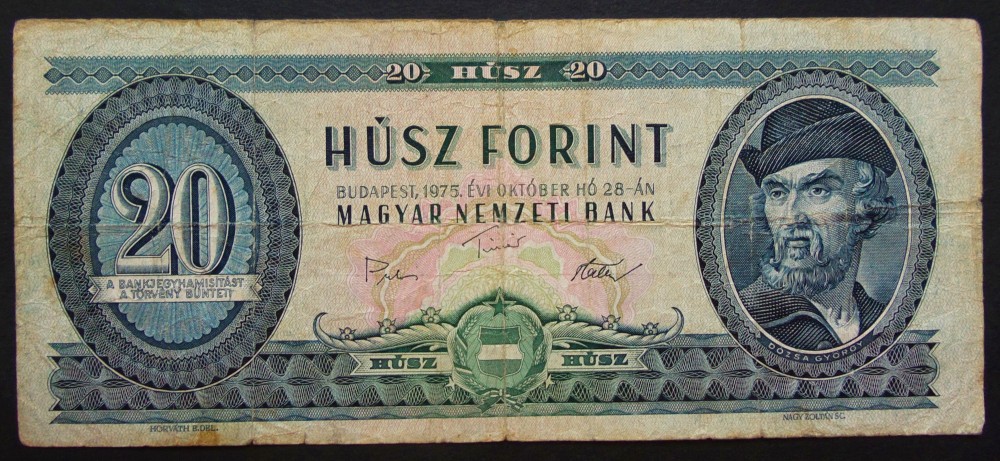 20 HÚSZ 20
HÚSZ FORINT
BUDAPEST, 1975. ÉVI OKTÓBER HÓ 28-ÁN
MAGYAR NEMZETI BANK
20
A BANKJEGYHAMISÍTÁST
A TÖRVÉNY BÜNTETI
HÚSZ HÚSZ
DÓZSA GYÖRGY
HORVÁTH E. DEL.
NAGY ZOLTÁN SC.